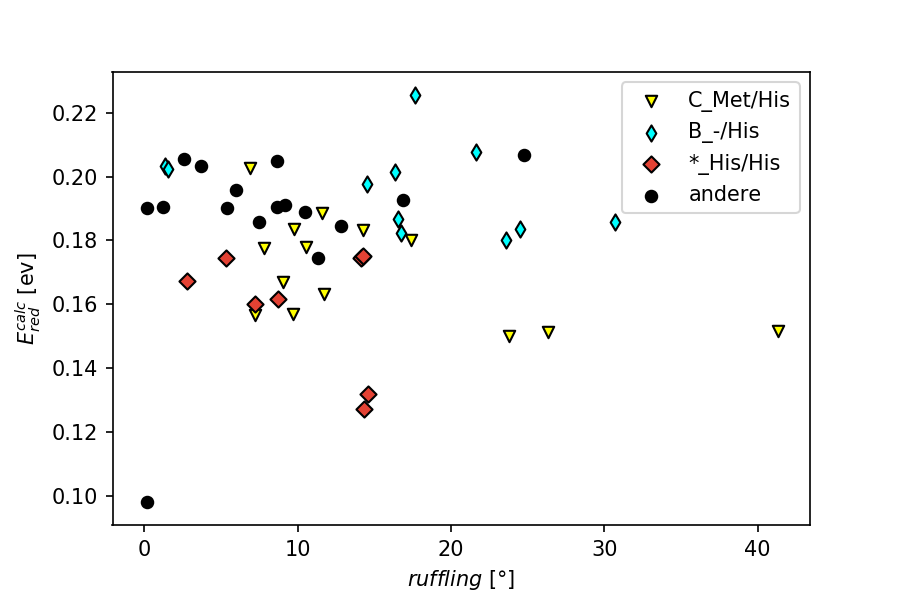 0.22
0.20
0.18
0.16
0.14
0.12
0.10
E_red^calc [ev]
C_Met/His
B_-/His
*_His/His
andere
0 10 20 30 40
ruffling [°]